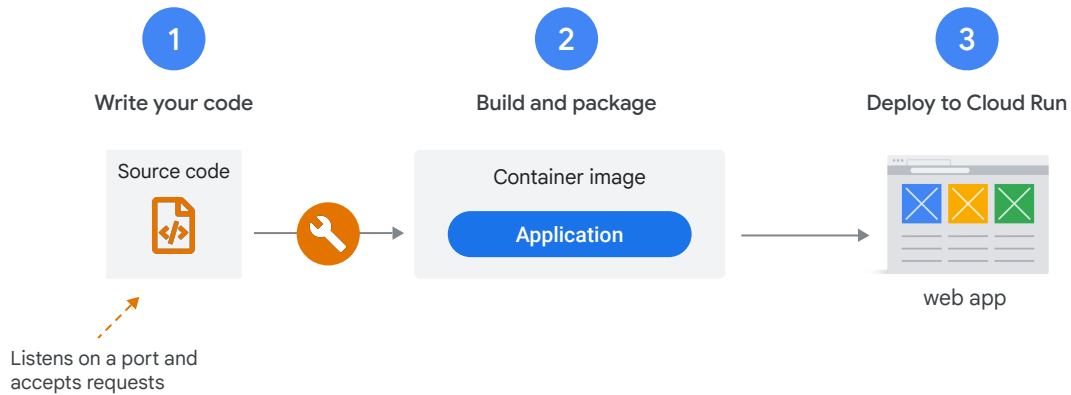 1
Write your code
Source code
</>
Listens on a port and
accepts requests
2
Build and package
Container image
Application
3
Deploy to Cloud Run
web app